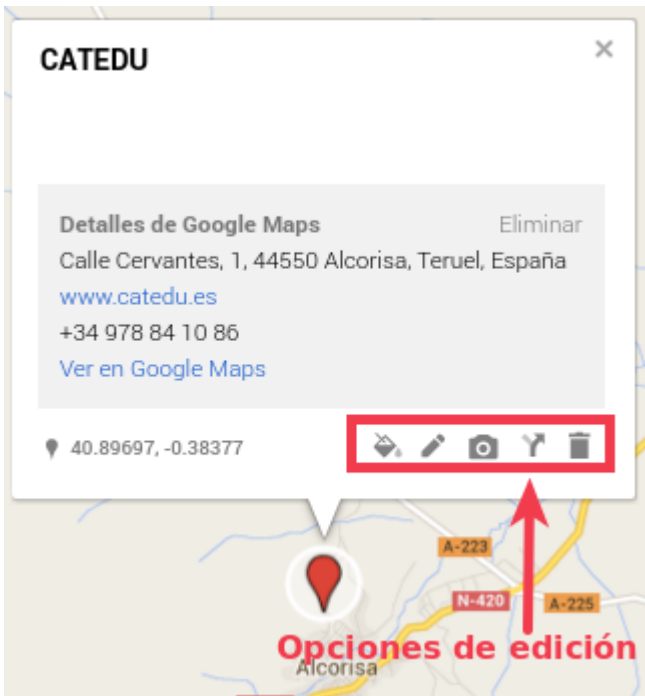 CATEDU
×
Detalles de Google Maps Eliminar
Calle Cervantes, 1, 44550 Alcorisa, Teruel, España
www.catedu.es
+34 978 84 10 86
Ver en Google Maps
40.89697, -0.38377
A-223
N-420
A-225
Opciones de edición
Alcorisa